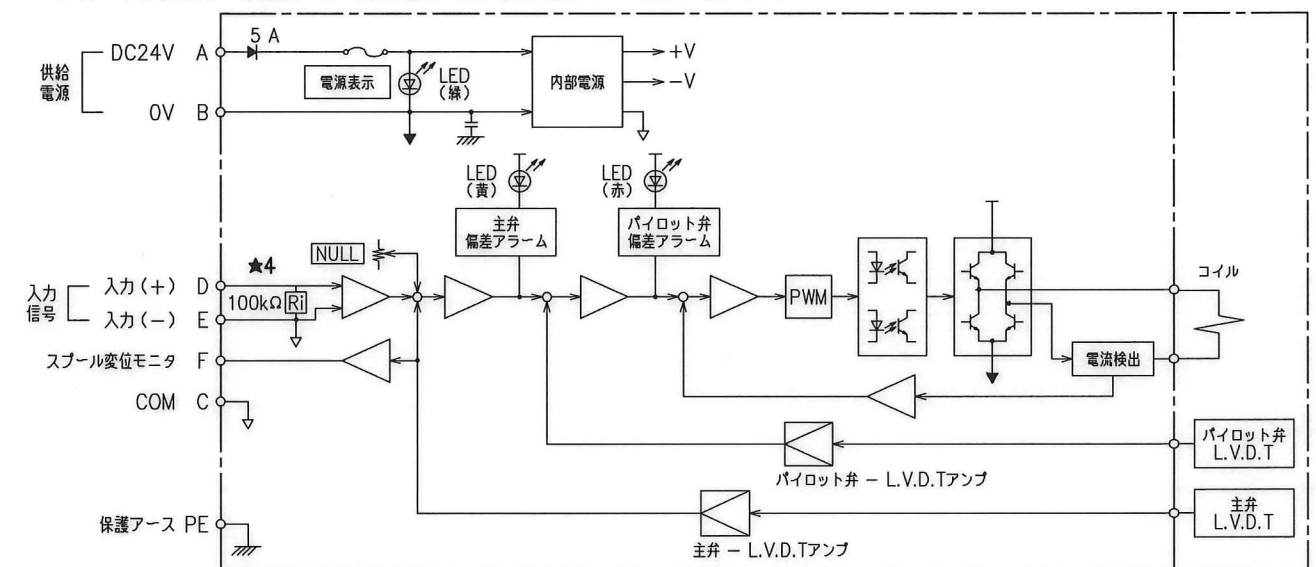 5 A
DC24V A
+V
供給
電源
電源表示
LED
(緑)
内部電源
-V
0V B
LED
(黄)
LED
(赤)
主弁
偏差アラーム
パイロット弁
偏差アラーム
NULL
★4
コイル
入力
信号
入力(+) D
100kΩ Ri
PWM
入力(-) E
スプール変位モニタ F
電流検出
COM C
パイロット弁
L.V.D.T
パイロット弁 - L.V.D.Tアンプ
主弁
L.V.D.T
保護アース PE
主弁 - L.V.D.Tアンプ